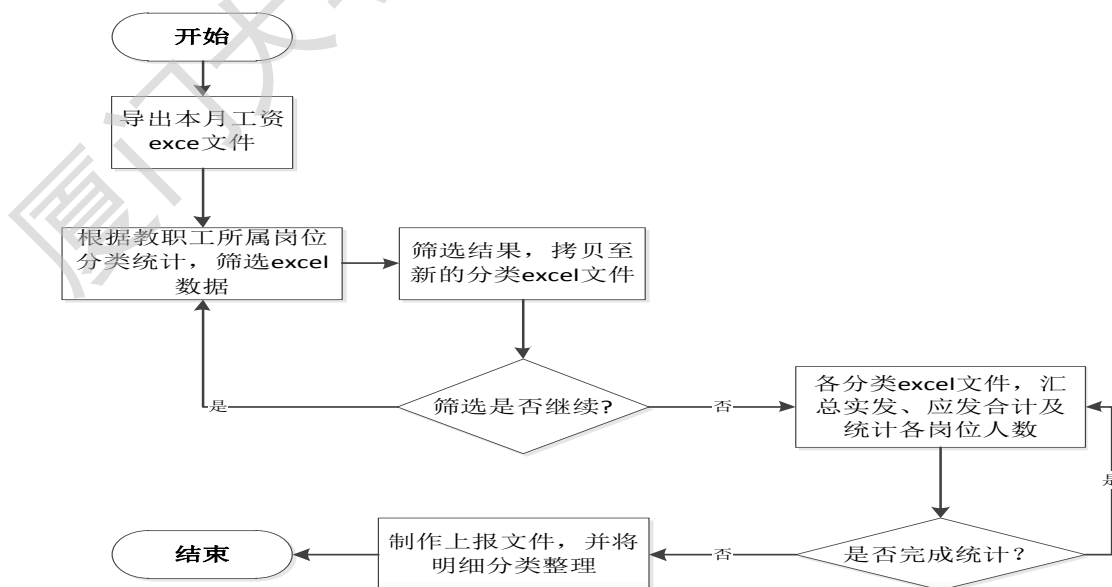 开始
导出本月工资
exce文件
根据教职工所属岗位
分类统计，筛选excel
数据
筛选结果，拷贝至
新的分类excel文件
筛选是否继续?
是
否
各分类excel文件，汇
总实发、应发合计及
统计各岗位人数
是
是否完成统计？
否
制作上报文件，并将
明细分类整理
结束
厦门大